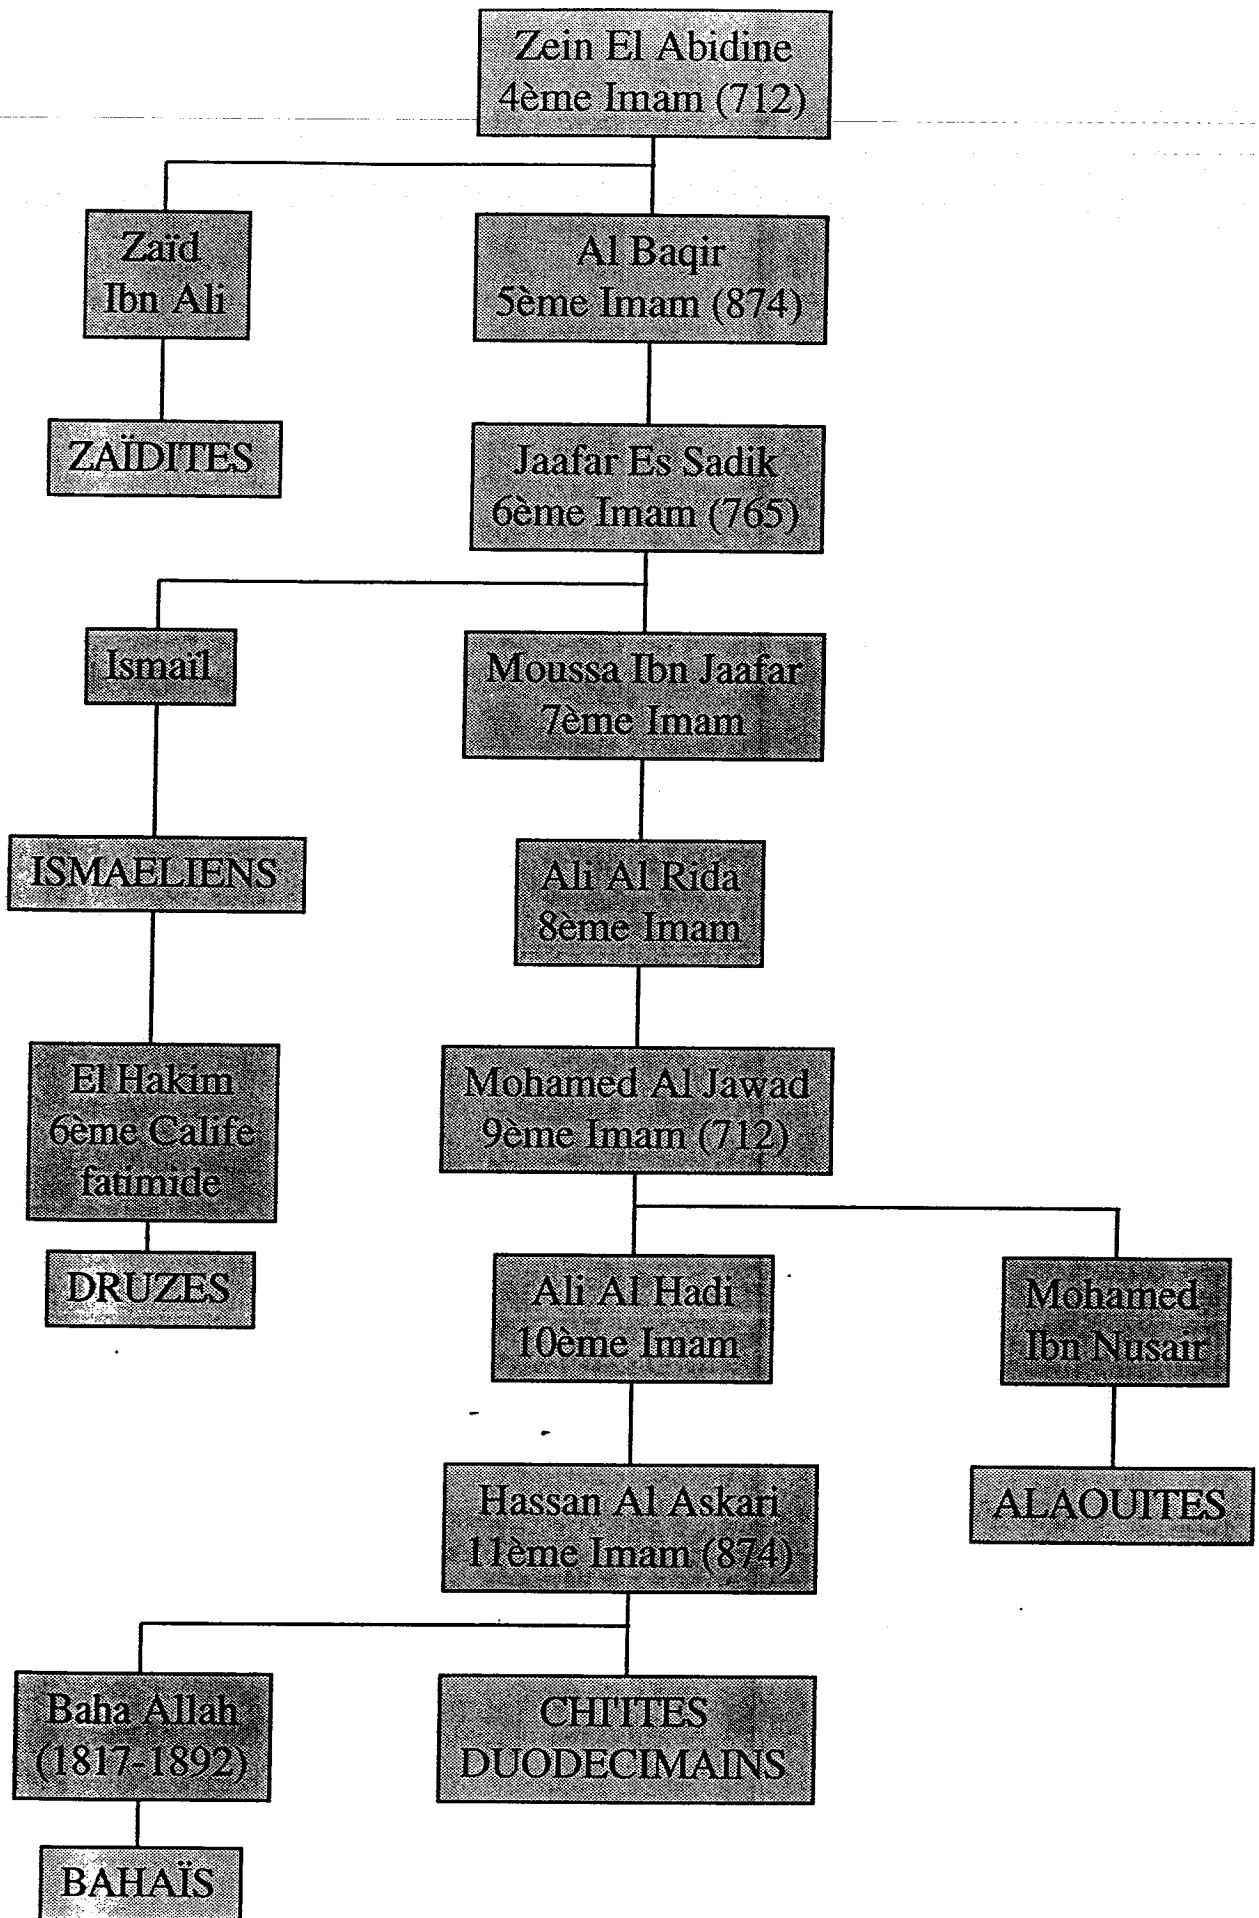 Zein El Abidine
4ème Imam (712)
Zaïd
Ibn Ali
Al Baqir
5ème Imam (874)
ZAÏDITES
Jaafar Es Sadik
6ème Imam (765)
Ismaïl
Moussa Ibn Jaafar
7ème Imam
ISMAELIENS
Ali Al Rida
8ème Imam
El Hakim
6ème Calife
fatimide
Mohamed Al Jawad
9ème Imam (712)
DRUZES
Ali Al Hadi
10ème Imam
Mohamed
Ibn Nusair
Hassan Al Askari
11ème Imam (874)
ALAOUITES
Baha Allah
(1817-1892)
CHI'ITES
DUODECIMAINS
BAHAÏS